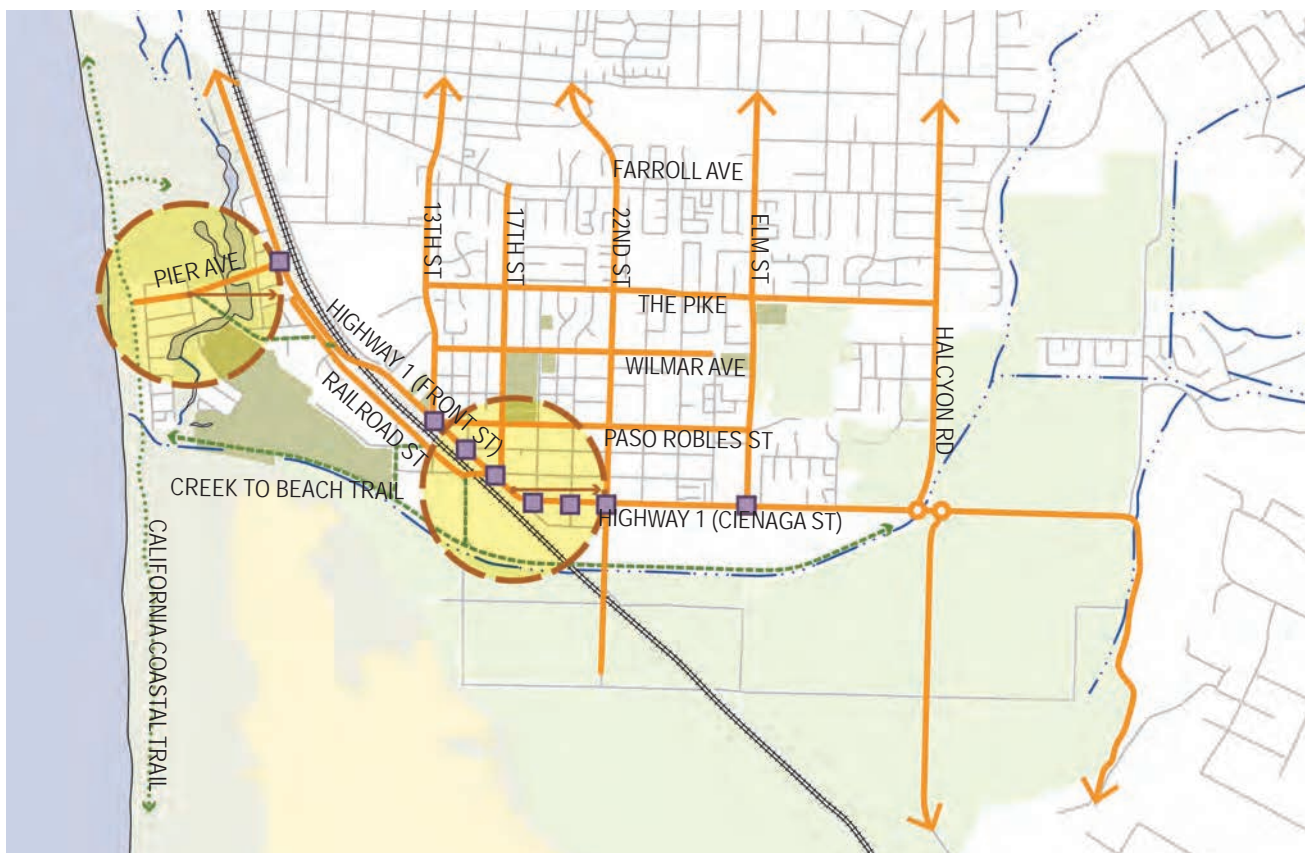 FARROLL AVE
13TH ST
17TH ST
22ND ST
ELM ST
PIER AVE
THE PIKE
HIGHWAY 1 (FRONT ST)
HALCYON RD
WILMAR AVE
RAILROAD ST
PASO ROBLES ST
CREEK TO BEACH TRAIL
HIGHWAY 1 (CIENAGA ST)
CALIFORNIA COASTAL TRAIL